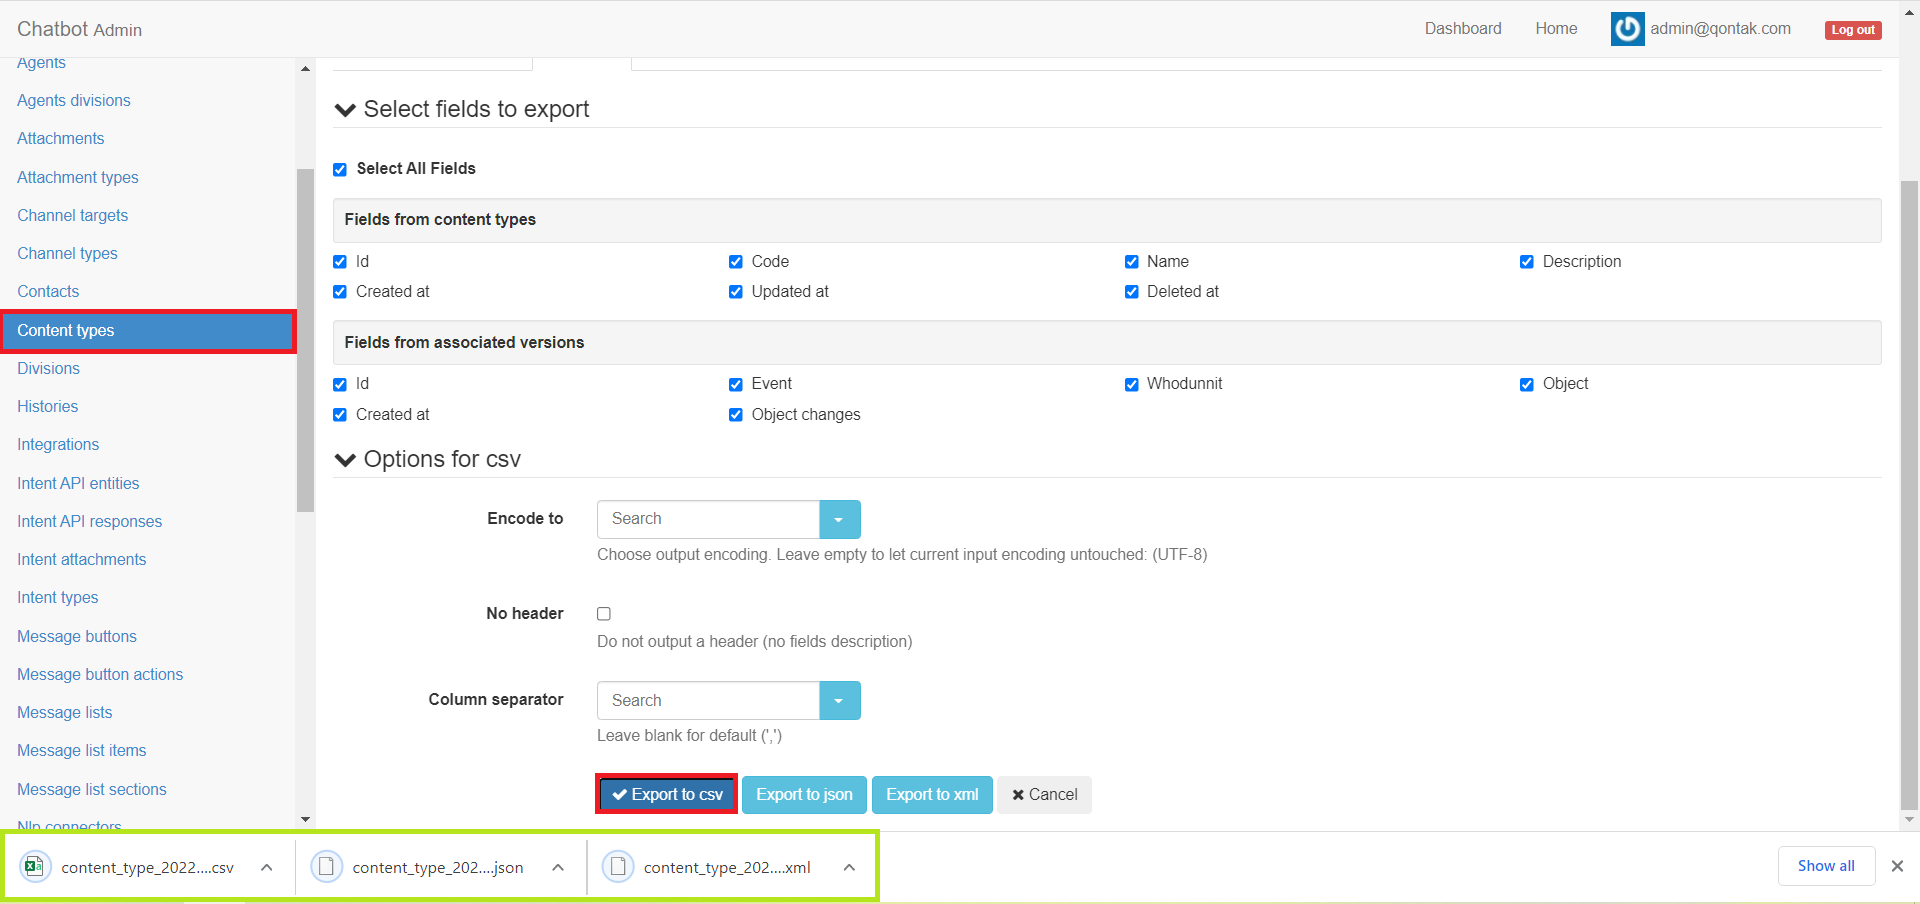 Chatbot Admin
Dashboard
Home
admin@qontak.com
Log out
Agents
Agents divisions
Attachments
Attachment types
Channel targets
Channel types
Contacts
Content types
Divisions
Histories
Integrations
Intent API entities
Intent API responses
Intent attachments
Intent types
Message buttons
Message button actions
Message lists
Message list items
Message list sections
Nlp connectors
Select fields to export
Select All Fields
Fields from content types
Id
Code
Name
Description
Created at
Updated at
Deleted at
Fields from associated versions
Id
Event
Whodunnit
Object
Created at
Object changes
Options for csv
Encode to
Search
Choose output encoding. Leave empty to let current input encoding untouched: (UTF-8)
No header
Do not output a header (no fields description)
Column separator
Search
Leave blank for default (',')
Export to csv
Export to json
Export to xml
Cancel
content_type_2022....csv
content_type_202....json
content_type_202....xml
Show all